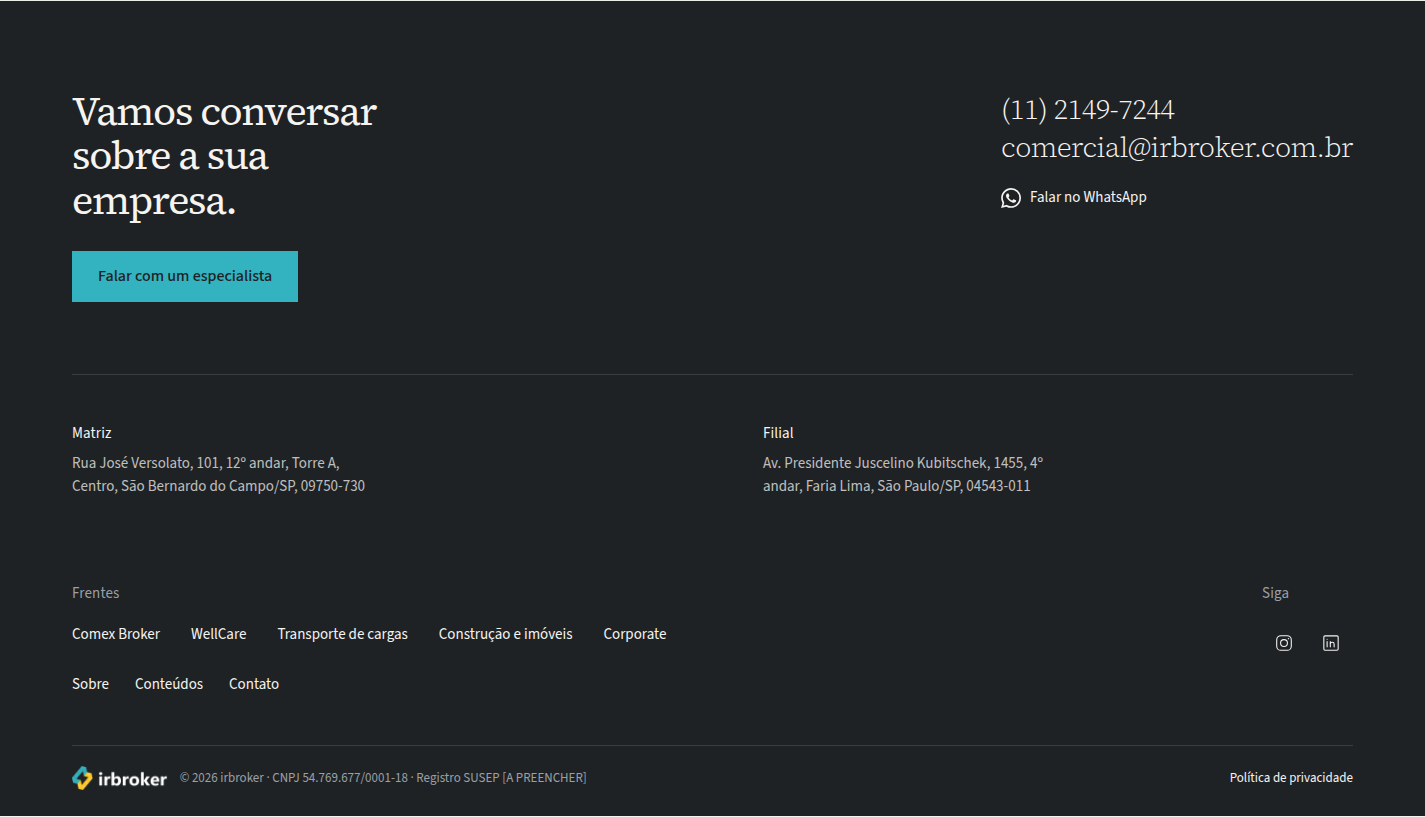 Vamos conversar
sobre a sua
empresa.
Falar com um especialista
(11) 2149-7244
comercial@irbroker.com.br
Falar no WhatsApp
Matriz
Rua José Versolato, 101, 12º andar, Torre A,
Centro, São Bernardo do Campo/SP, 09750-730
Filial
Av. Presidente Juscelino Kubitschek, 1455, 4º
andar, Faria Lima, São Paulo/SP, 04543-011
Frentes
Comex Broker WellCare Transporte de cargas Construção e imóveis Corporate
Sobre Conteúdos Contato
Siga
in
irbroker © 2026 irbroker · CNPJ 54.769.677/0001-18 · Registro SUSEP [A PREENCHER]
Política de privacidade